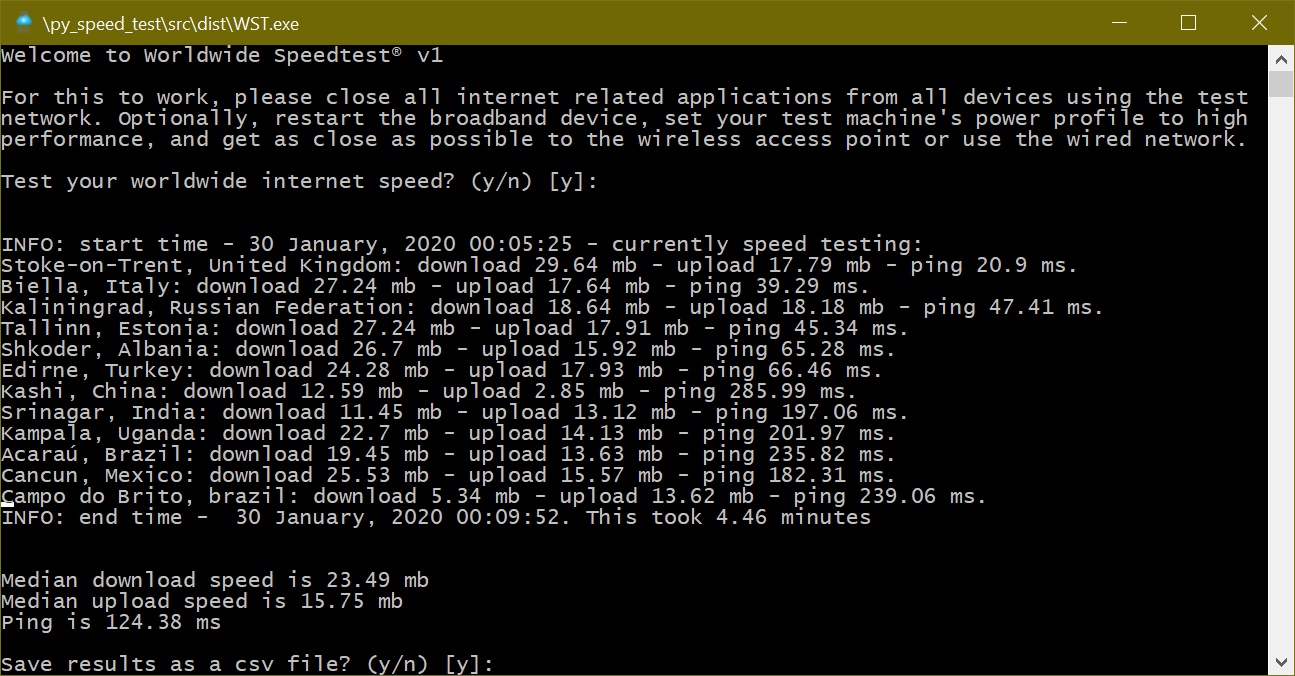 \py_speed_test\src\dist\WST.exe
Welcome to Worldwide Speedtest® v1
For this to work, please close all internet related applications from all devices using the test
network. Optionally, restart the broadband device, set your test machine's power profile to high
performance, and get as close as possible to the wireless access point or use the wired network.
Test your worldwide internet speed? (y/n) [y]:
INFO: start time - 30 January, 2020 00:05:25 - currently speed testing:
Stoke-on-Trent, United Kingdom: download 29.64 mb - upload 17.79 mb - ping 20.9 ms.
Biella, Italy: download 27.24 mb - upload 17.64 mb - ping 39.29 ms.
Kaliningrad, Russian Federation: download 18.64 mb - upload 18.18 mb - ping 47.41 ms.
Tallinn, Estonia: download 27.24 mb - upload 17.91 mb - ping 45.34 ms.
Shkoder, Albania: download 26.7 mb - upload 15.92 mb - ping 65.28 ms.
Edirne, Turkey: download 24.28 mb - upload 17.93 mb - ping 66.46 ms.
Kashi, China: download 12.59 mb - upload 2.85 mb - ping 285.99 ms.
Srinagar, India: download 11.45 mb - upload 13.12 mb - ping 197.06 ms.
Kampala, Uganda: download 22.7 mb - upload 14.13 mb - ping 201.97 ms.
Acaraú, Brazil: download 19.45 mb - upload 13.63 mb - ping 235.82 ms.
Cancun, Mexico: download 25.53 mb - upload 15.57 mb - ping 182.31 ms.
Campo do Brito, brazil: download 5.34 mb - upload 13.62 mb - ping 239.06 ms.
INFO: end time -  30 January, 2020 00:09:52. This took 4.46 minutes
Median download speed is 23.49 mb
Median upload speed is 15.75 mb
Ping is 124.38 ms
Save results as a csv file? (y/n) [y]: